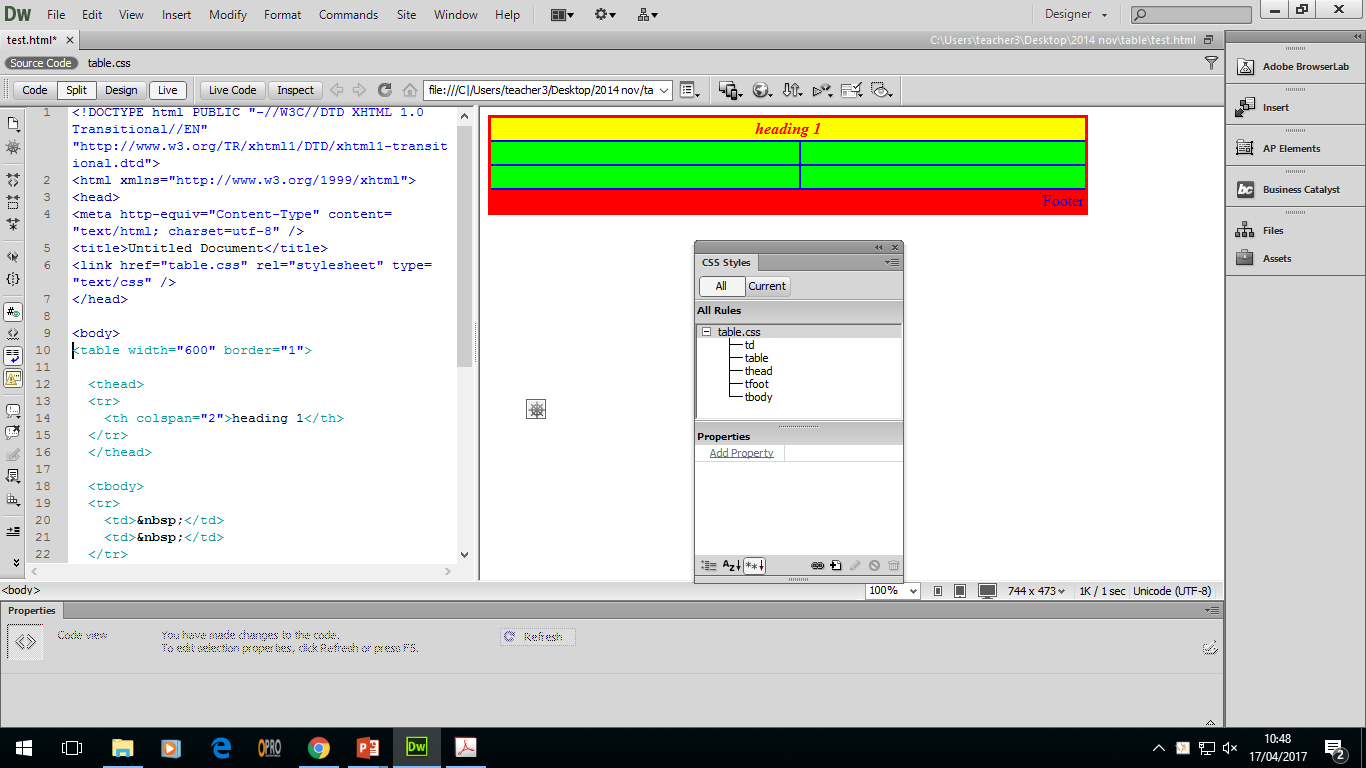 Dw File Edit View Insert Modify Format Commands Site Window Help Designer
test.html* C:\Users\teacher3\Desktop\2014 nov\table\test.html
Source Code table.css
Code Split Design Live Live Code Inspect file:///C|/Users/teacher3/Desktop/2014 nov/ta
1 <!DOCTYPE html PUBLIC "-//W3C//DTD XHTML 1.0
Transitional//EN"
"http://www.w3.org/TR/xhtml1/DTD/xhtml1-transit
ional.dtd">
2 <html xmlns="http://www.w3.org/1999/xhtml">
3 <head>
4 <meta http-equiv="Content-Type" content=
"text/html; charset=utf-8" />
5 <title>Untitled Document</title>
6 <link href="table.css" rel="stylesheet" type=
"text/css" />
7 </head>
8
9 <body>
10 <table width="600" border="1">
11
12 <thead>
13 <tr>
14 <th colspan="2">heading 1</th>
15 </tr>
16 </thead>
17
18 <tbody>
19 <tr>
20 <td>&nbsp;</td>
21 <td>&nbsp;</td>
22 </tr>
heading 1
Footer
CSS Styles
All Current
All Rules
table.css
td
table
thead
tfoot
tbody
Properties
Add Property
Adobe BrowserLab
Insert
AP Elements
Business Catalyst
Files
Assets
<body> 100% 744 x 473 1K / 1 sec Unicode (UTF-8)
Properties
Code view You have made changes to the code. Refresh
To edit selection properties, click Refresh or press F5.
OPRO Dw
10:48
17/04/2017
2